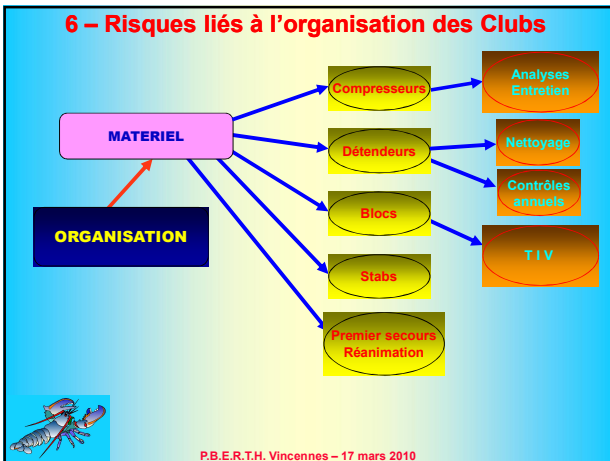 6 – Risques liés à l'organisation des Clubs
MATERIEL
ORGANISATION
Compresseurs
Détendeurs
Blocs
Stabs
Premier secours
Réanimation
Analyses
Entretien
Nettoyage
Contrôles
annuels
T I V
P.B.E.R.T.H. Vincennes – 17 mars 2010